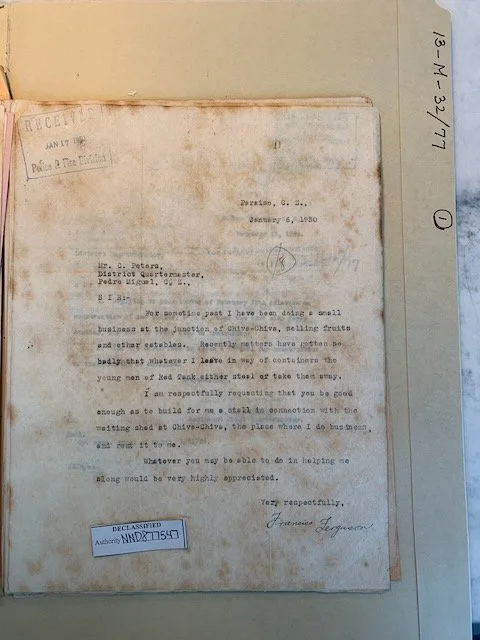 13-M-32/77
1
RECEIVED
JAN 17
Police & Fire Division
Paraiso, C. Z.,
January 6, 1930
Mr. C. Peters,
District Quartermaster,
Pedro Miguel, C. Z.,
S I R:-
For sometime past I have been doing a small
business at the junction of Chiva-Chiva, selling fruits
and other eatables. Recently matters have gotten so
badly that whatever I leave in way of containers the
young men of Red Tank either steal of take them away.
I am respectfully requesting that you be good
enough as to build for me a stall in connection with the
waiting shed at Chiva-Chiva, the place where I do business,
and rent it to me.
Whatever you may be able to do in helping me
along would be very highly appreciated.
Very respectfully,
Francis Ferguson
DECLASSIFIED
Authority NND877547